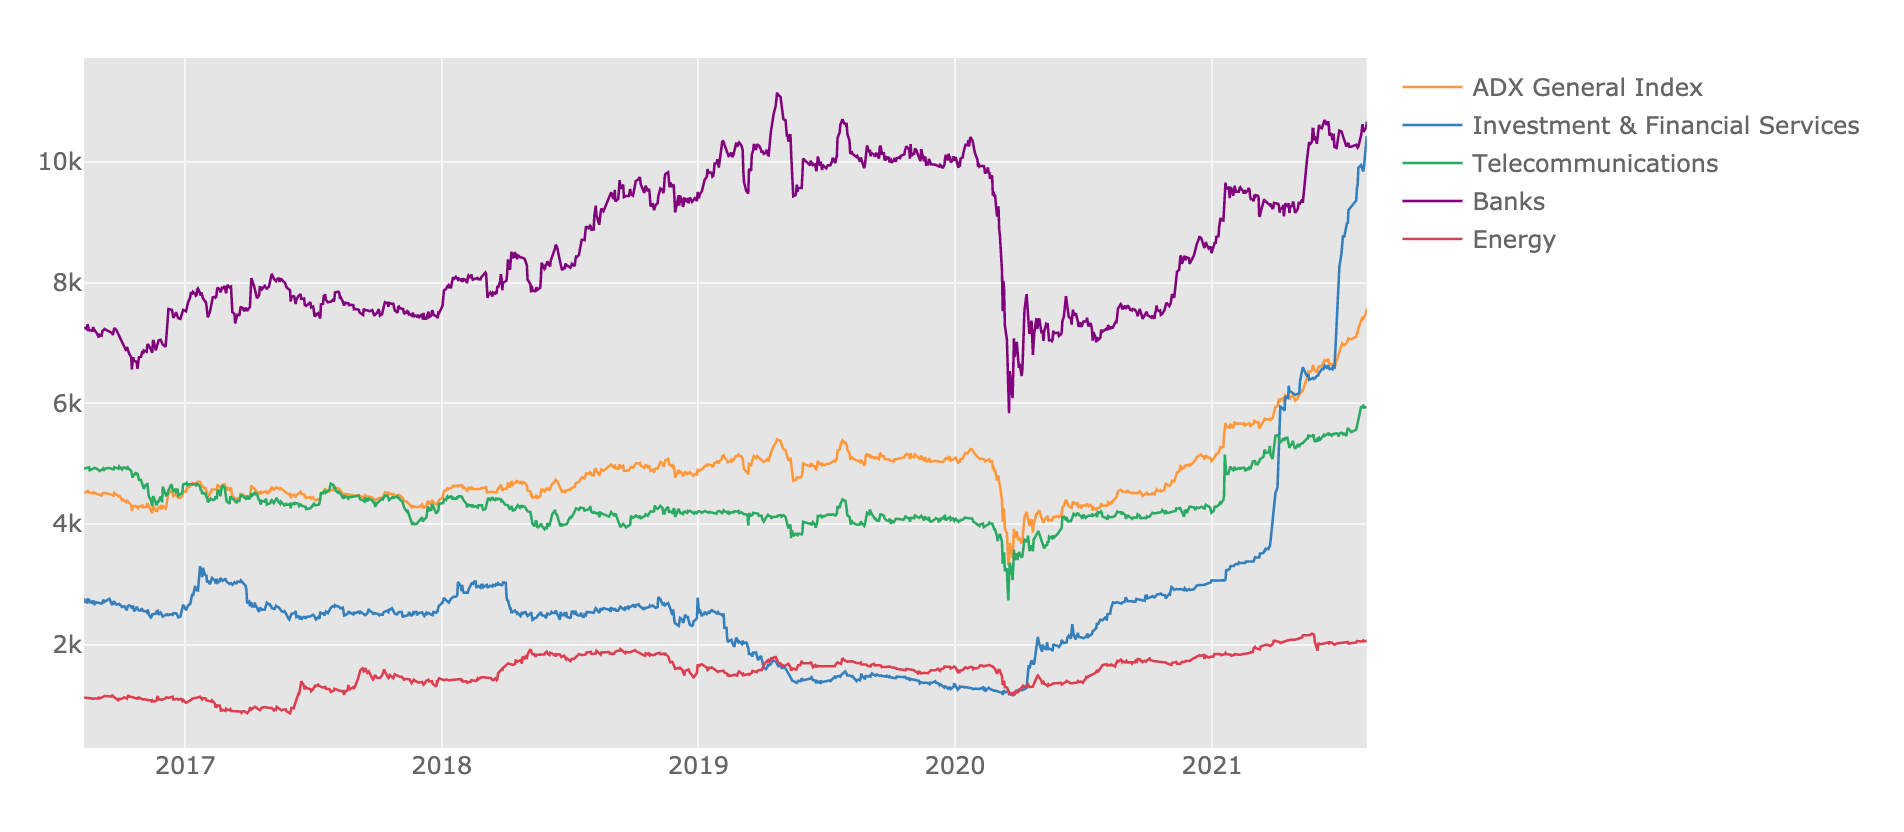 10k
8k
6k
4k
2k
2017 2018 2019 2020 2021
ADX General Index
Investment & Financial Services
Telecommunications
Banks
Energy